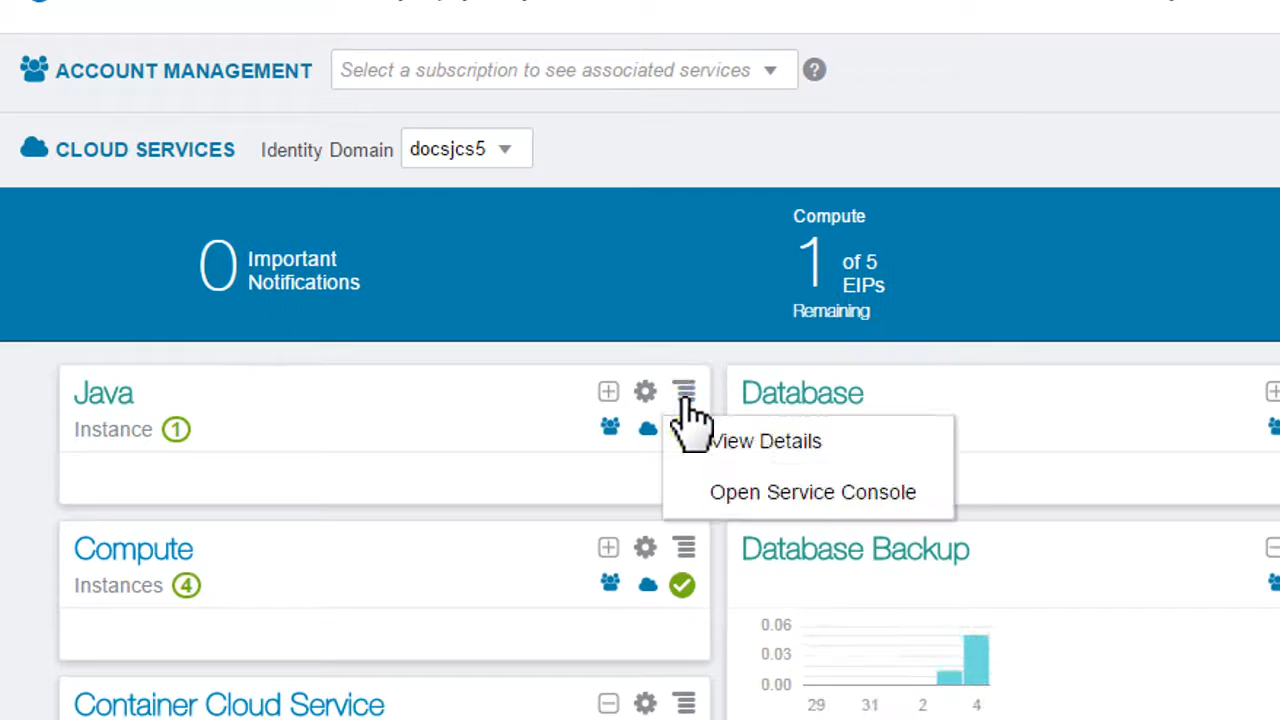 ACCOUNT MANAGEMENT Select a subscription to see associated services ?
CLOUD SERVICES Identity Domain docsjcs5
0 Important Notifications
Compute
1 of 5 EIPs
Remaining
Java
Instance 1
View Details
Open Service Console
Database
Compute
Instances 4
Database Backup
0.06
0.03
0.00
29 31 2 4
Container Cloud Service